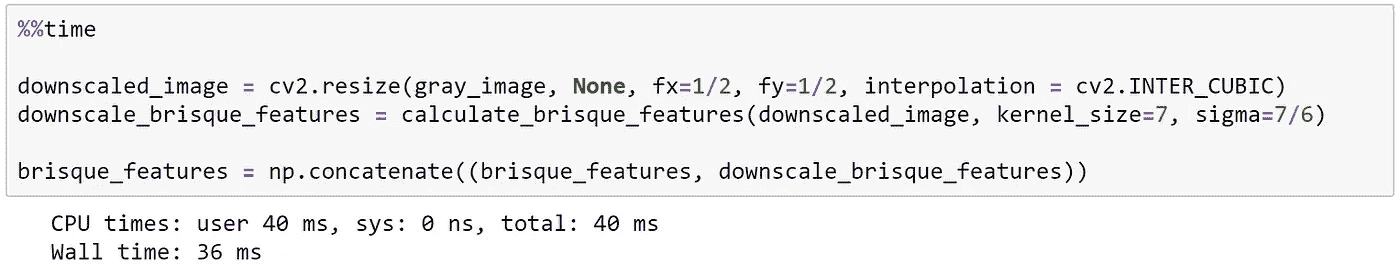 %%time
downscaled_image = cv2.resize(gray_image, None, fx=1/2, fy=1/2, interpolation = cv2.INTER_CUBIC)
downscale_brisque_features = calculate_brisque_features(downscaled_image, kernel_size=7, sigma=7/6)
brisque_features = np.concatenate((brisque_features, downscale_brisque_features))
CPU times: user 40 ms, sys: 0 ns, total: 40 ms
Wall time: 36 ms